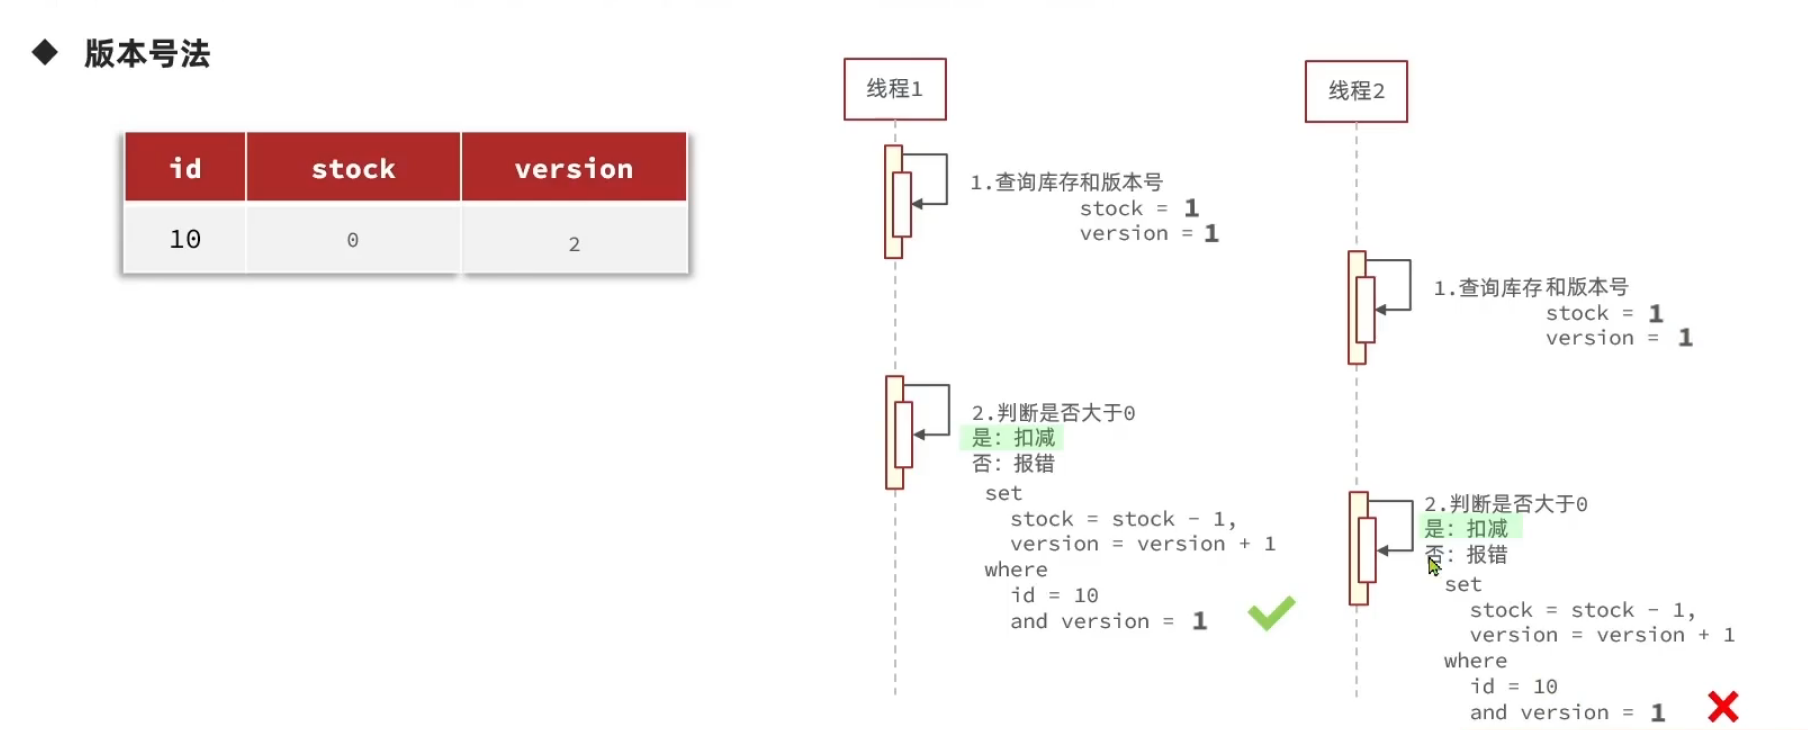 ◆ 版本号法
id stock version
10 0 2
线程1
1.查询库存和版本号
stock = 1
version = 1
2.判断是否大于0
是: 扣减
否: 报错
set
stock = stock - 1,
version = version + 1
where
id = 10
and version = 1
线程2
1.查询库存和版本号
stock = 1
version = 1
2.判断是否大于0
是: 扣减
否: 报错
set
stock = stock - 1,
version = version + 1
where
id = 10
and version = 1